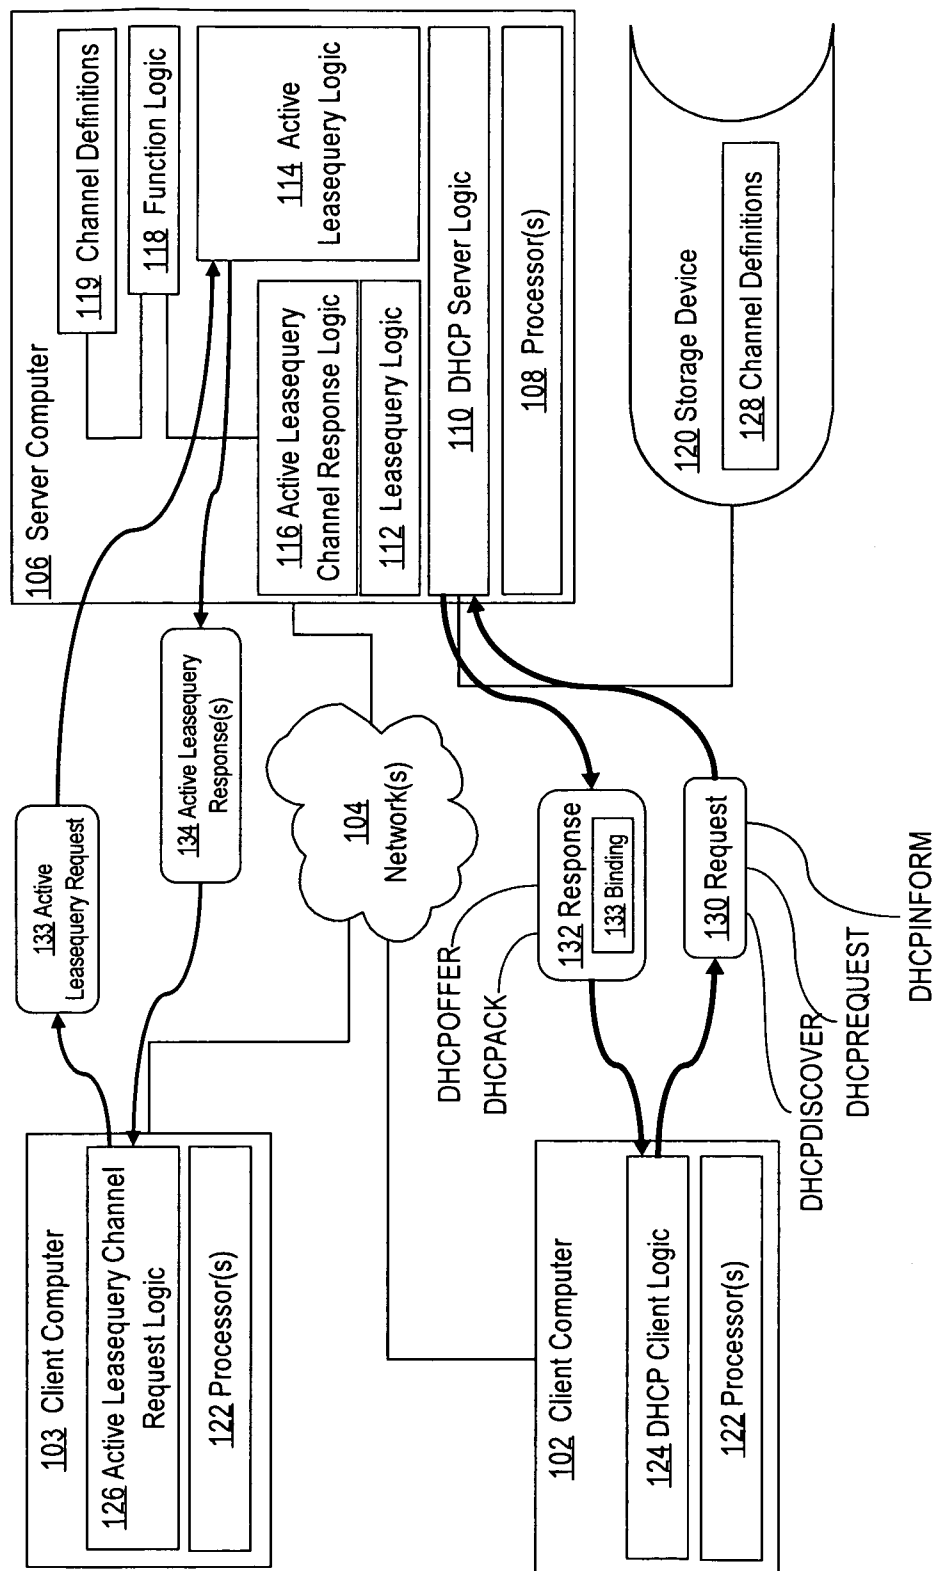 103 Client Computer
126 Active Leasequery Channel
Request Logic
122 Processor(s)
133 Active
Leasequery Request
134 Active Leasequery
Response(s)
106 Server Computer
119 Channel Definitions
118 Function Logic
114 Active
Leasequery Logic
116 Active Leasequery
Channel Response Logic
112 Leasequery Logic
110 DHCP Server Logic
108 Processor(s)
104
Network(s)
102 Client Computer
124 DHCP Client Logic
122 Processor(s)
DHCPOFFER
DHCPACK
132 Response
133 Binding
130 Request
DHCPDISCOVER
DHCPREQUEST
DHCPINFORM
120 Storage Device
128 Channel Definitions